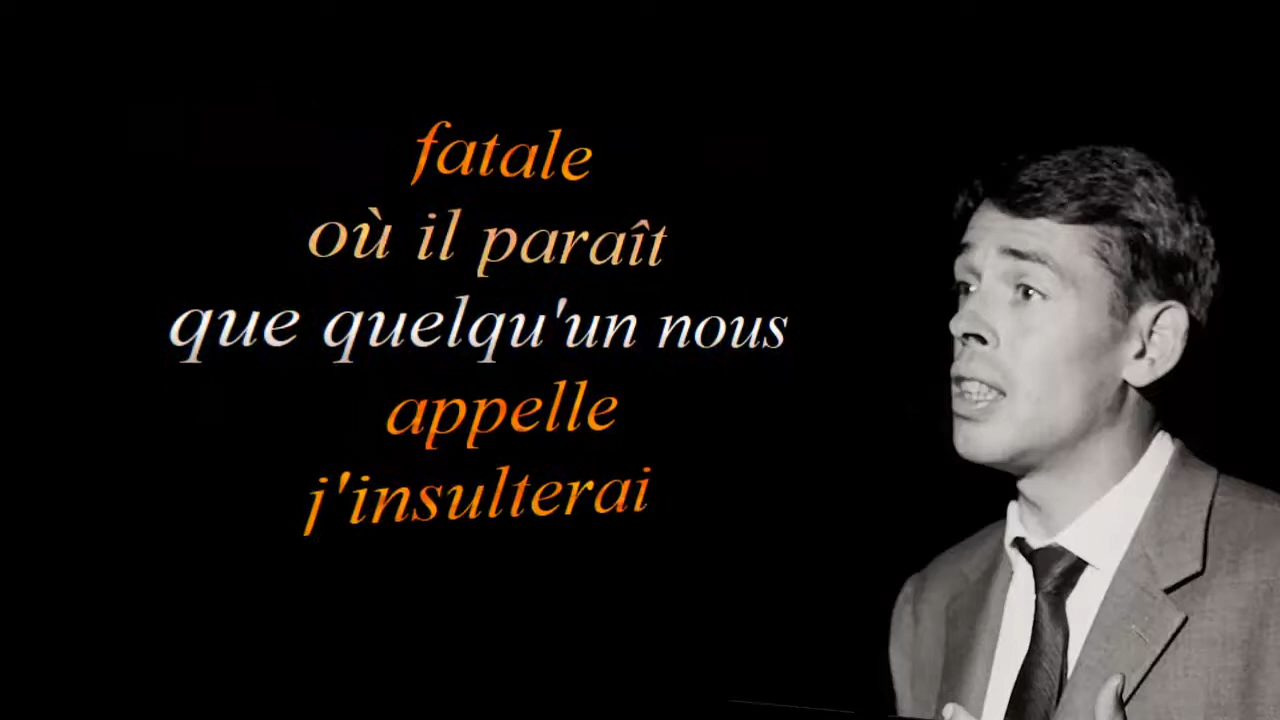 fatale
où il paraît
que quelqu'un nous
appelle
j'insulterai